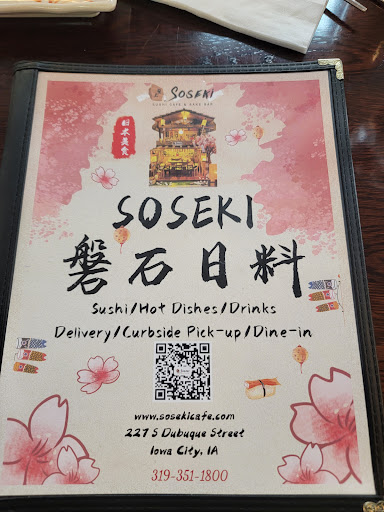 SOSEKI
SUSHI CAFE & SAKE BAR
日本美食
SOSEKI
磐石日料
Sushi/Hot Dishes/Drinks
Delivery/Curbside Pick-up/Dine-in
www.sosekicafe.com
227 S Dubuque Street
Iowa City, IA
319-351-1800